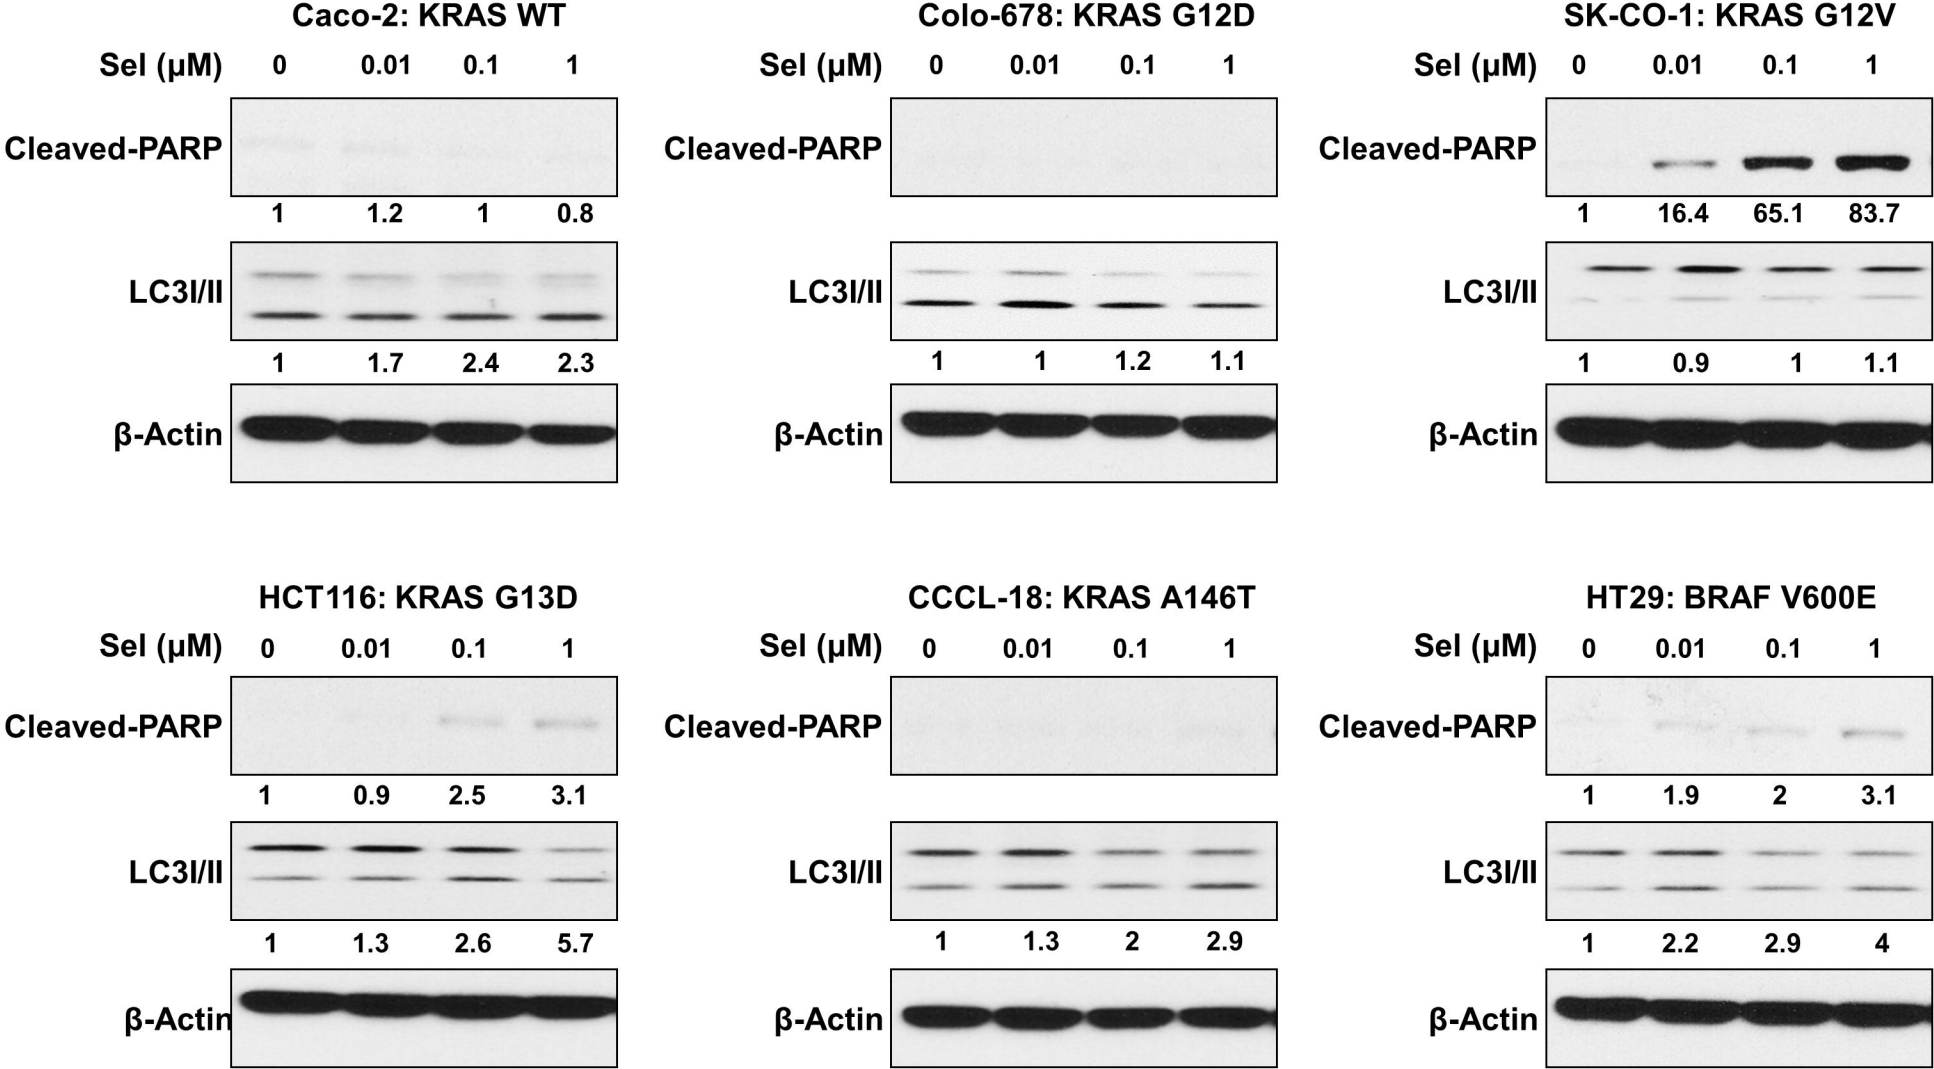 Caco-2: KRAS WT
Sel (µM) 0 0.01 0.1 1
Cleaved-PARP
1 1.2 1 0.8
LC3I/II
1 1.7 2.4 2.3
β-Actin
Colo-678: KRAS G12D
Sel (µM) 0 0.01 0.1 1
Cleaved-PARP
LC3I/II
1 1 1.2 1.1
β-Actin
SK-CO-1: KRAS G12V
Sel (µM) 0 0.01 0.1 1
Cleaved-PARP
1 16.4 65.1 83.7
LC3I/II
1 0.9 1 1.1
β-Actin
HCT116: KRAS G13D
Sel (µM) 0 0.01 0.1 1
Cleaved-PARP
1 0.9 2.5 3.1
LC3I/II
1 1.3 2.6 5.7
β-Actin
CCCL-18: KRAS A146T
Sel (µM) 0 0.01 0.1 1
Cleaved-PARP
LC3I/II
1 1.3 2 2.9
β-Actin
HT29: BRAF V600E
Sel (µM) 0 0.01 0.1 1
Cleaved-PARP
1 1.9 2 3.1
LC3I/II
1 2.2 2.9 4
β-Actin